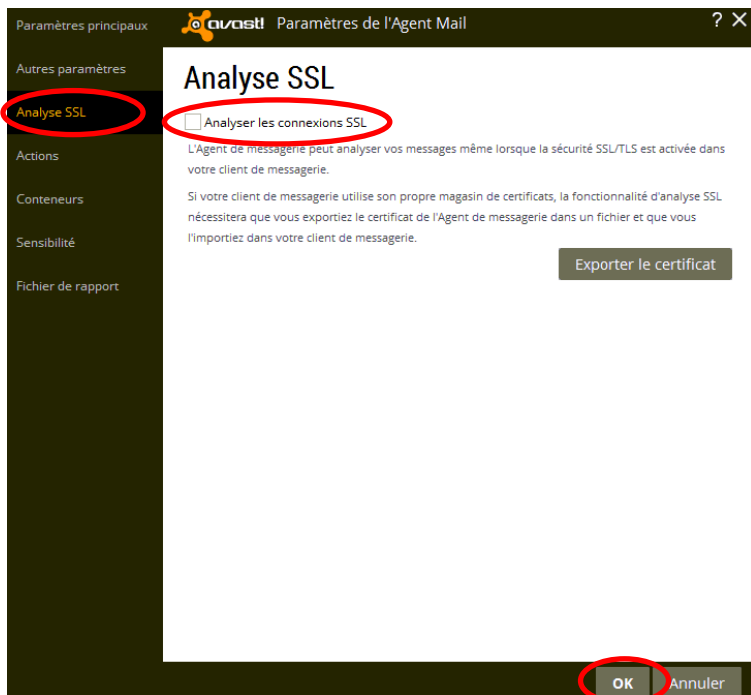 Paramètres principaux
avast! Paramètres de l'Agent Mail
? X
Autres paramètres
Analyse SSL
Analyse SSL
Analyser les connexions SSL
L'Agent de messagerie peut analyser vos messages même lorsque la sécurité SSL/TLS est activée dans
votre client de messagerie.
Actions
Conteneurs
Si votre client de messagerie utilise son propre magasin de certificats, la fonctionnalité d'analyse SSL
nécessitera que vous exportiez le certificat de l'Agent de messagerie dans un fichier et que vous
l'importiez dans votre client de messagerie.
Sensibilité
Exporter le certificat
Fichier de rapport
OK
Annuler